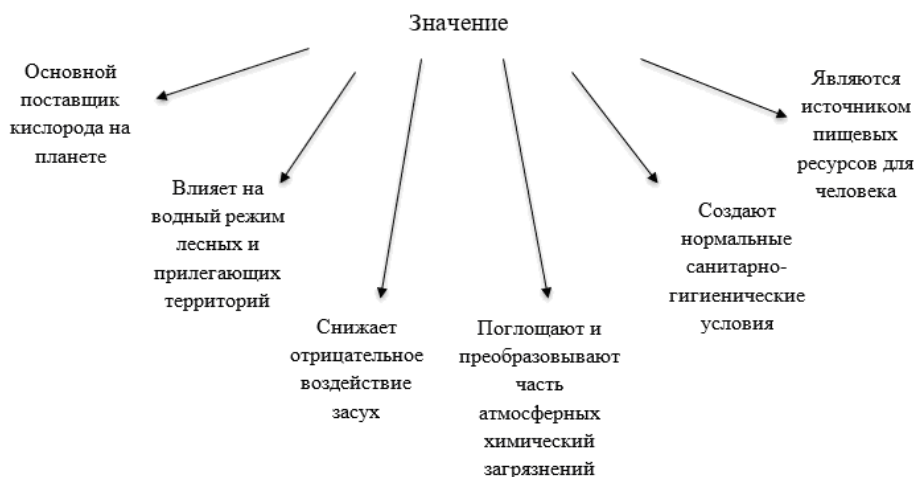 Значение
Основной
поставщик
кислорода на
планете
Влияет на
водный режим
лесных и
прилегающих
территорий
Снижает
отрицательное
воздействие
засух
Поглощают и
преобразовывают
часть
атмосферных
химический
загрязнений
Создают
нормальные
санитарно-
гигиенические
условия
Являются
источником
пищевых
ресурсов для
человека